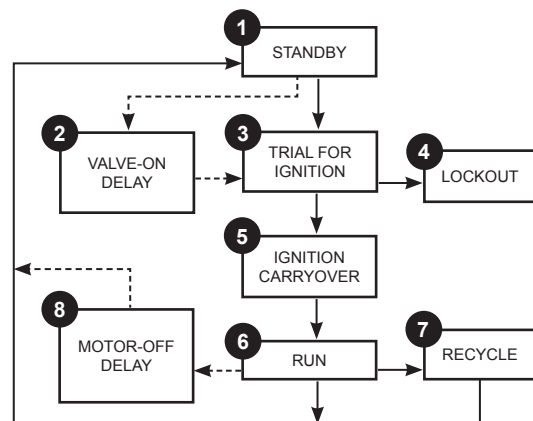 1
STANDBY
2
VALVE-ON
DELAY
3
TRIAL FOR
IGNITION
4
LOCKOUT
5
IGNITION
CARRYOVER
6
RUN
7
RECYCLE
8
MOTOR-OFF
DELAY